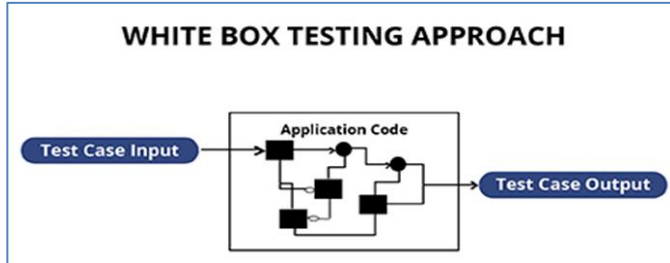 WHITE BOX TESTING APPROACH
Application Code
Test Case Input
Test Case Output